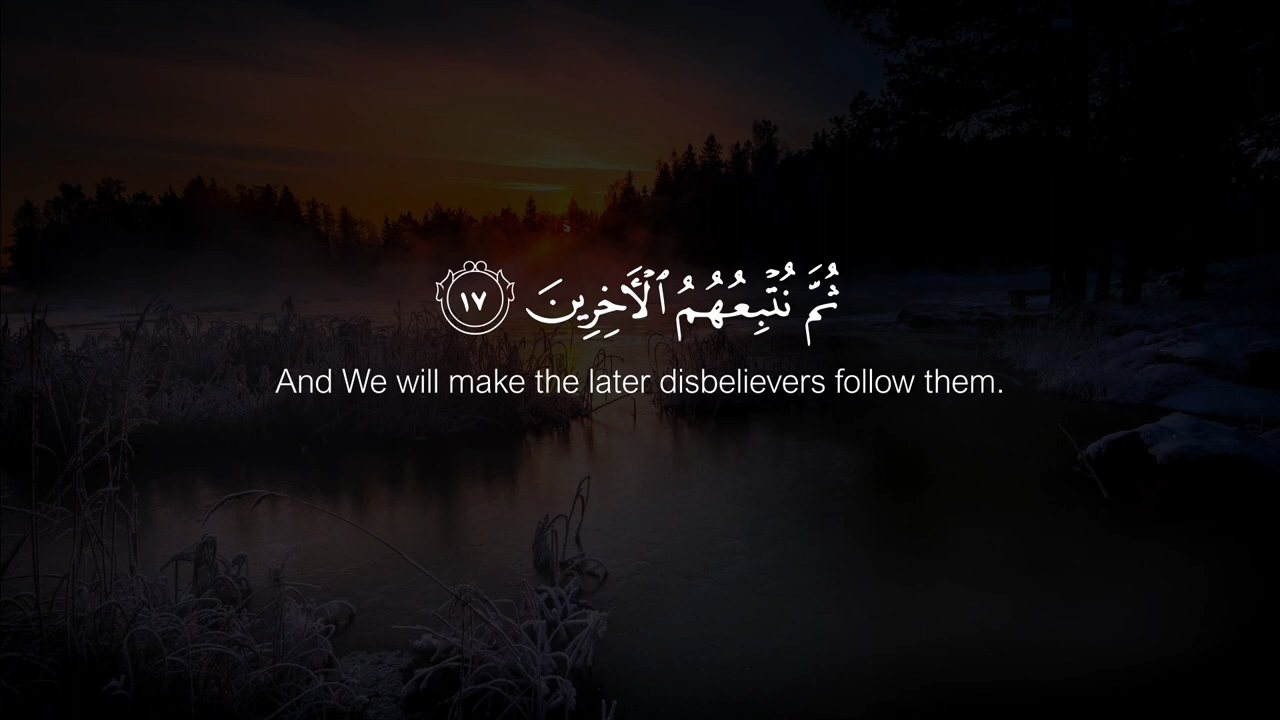 ثُمَّ نُتْبِعُهُمُ ٱلْأَخِرِينَ ١٧
And We will make the later disbelievers follow them.